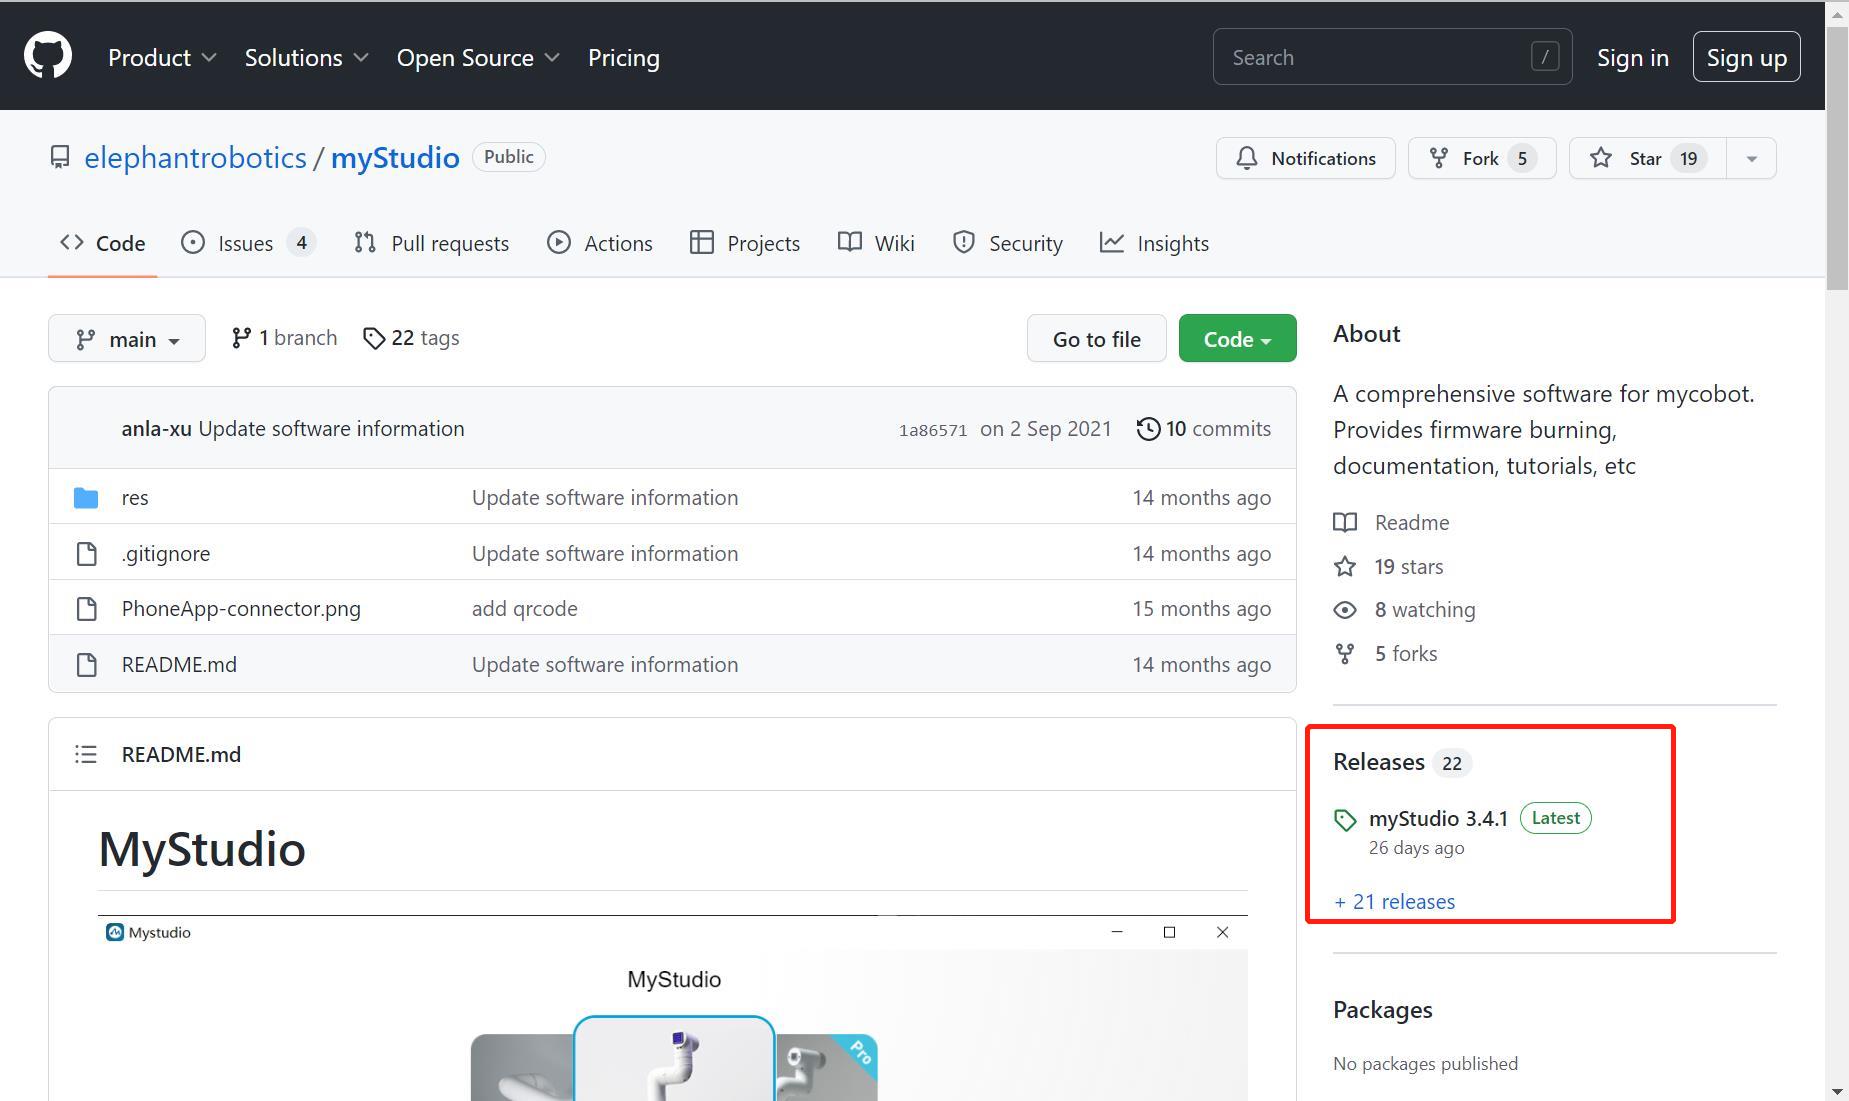 Product Solutions Open Source Pricing Search / Sign in Sign up
elephantrobotics / myStudio Public Notifications Fork 5 Star 19
Code Issues 4 Pull requests Actions Projects Wiki Security Insights
main 1 branch 22 tags Go to file Code
anla-xu Update software information 1a86571 on 2 Sep 2021 10 commits
res Update software information 14 months ago
.gitignore Update software information 14 months ago
PhoneApp-connector.png add qrcode 15 months ago
README.md Update software information 14 months ago
README.md
MyStudio
Mystudio
MyStudio
Pro
About
A comprehensive software for mycobot.
Provides firmware burning,
documentation, tutorials, etc
Readme
19 stars
8 watching
5 forks
Releases 22
myStudio 3.4.1 Latest
26 days ago
+ 21 releases
Packages
No packages published